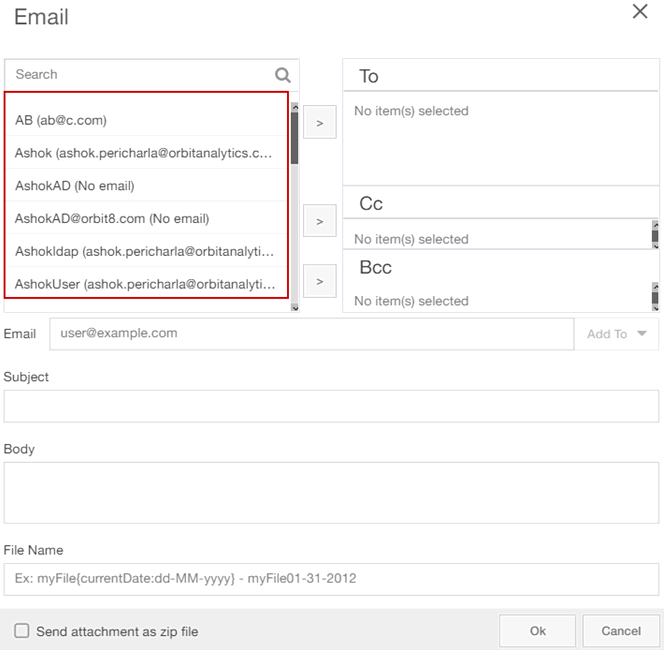 Email
Search
AB (ab@c.com)
Ashok (ashok.pericharla@orbitanalytics.c...
AshokAD (No email)
AshokAD@orbit8.com (No email)
Ashokldap (ashok.pericharla@orbitanalyti...
AshokUser (ashok.pericharla@orbitanalyti...
>
>
>
To
No item(s) selected
Cc
No item(s) selected
Bcc
No item(s) selected
Email
user@example.com
Add To
Subject
Body
File Name
Ex: myFile{currentDate:dd-MM-yyyy} - myFile01-31-2012
Send attachment as zip file
Ok
Cancel